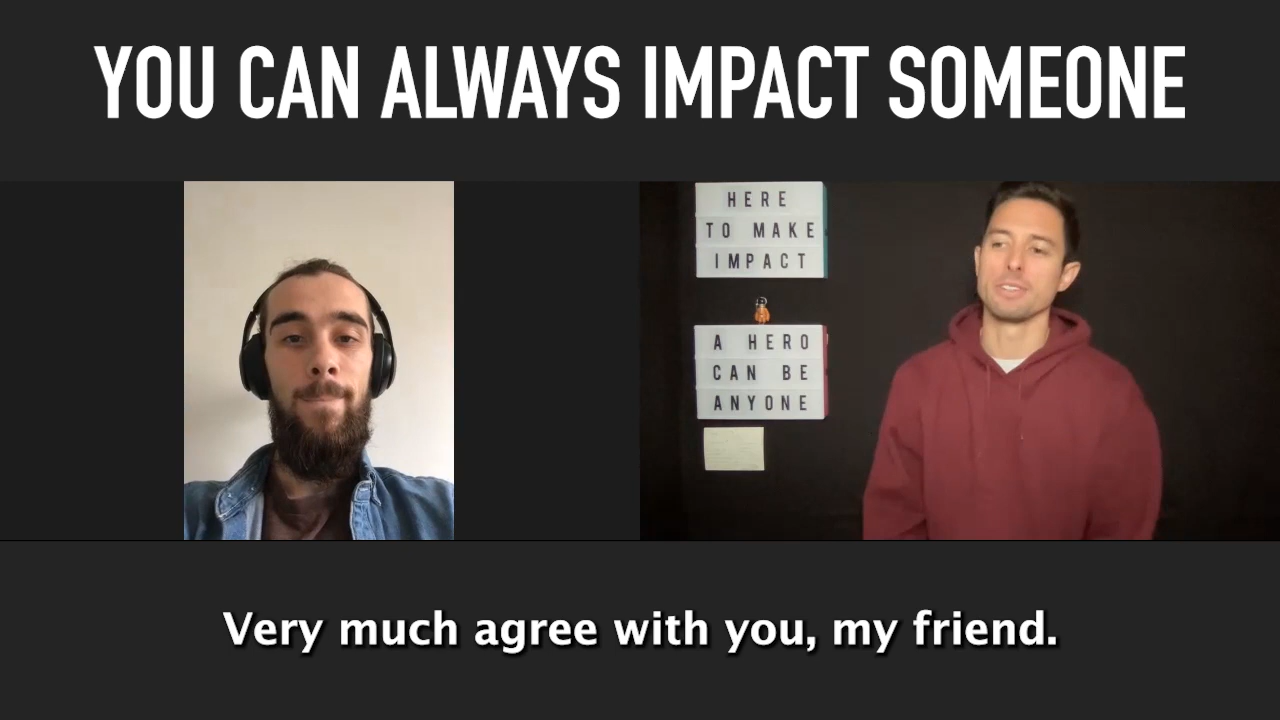 YOU CAN ALWAYS IMPACT SOMEONE
HERE
TO MAKE
IMPACT
A HERO
CAN BE
ANYONE
Very much agree with you, my friend.